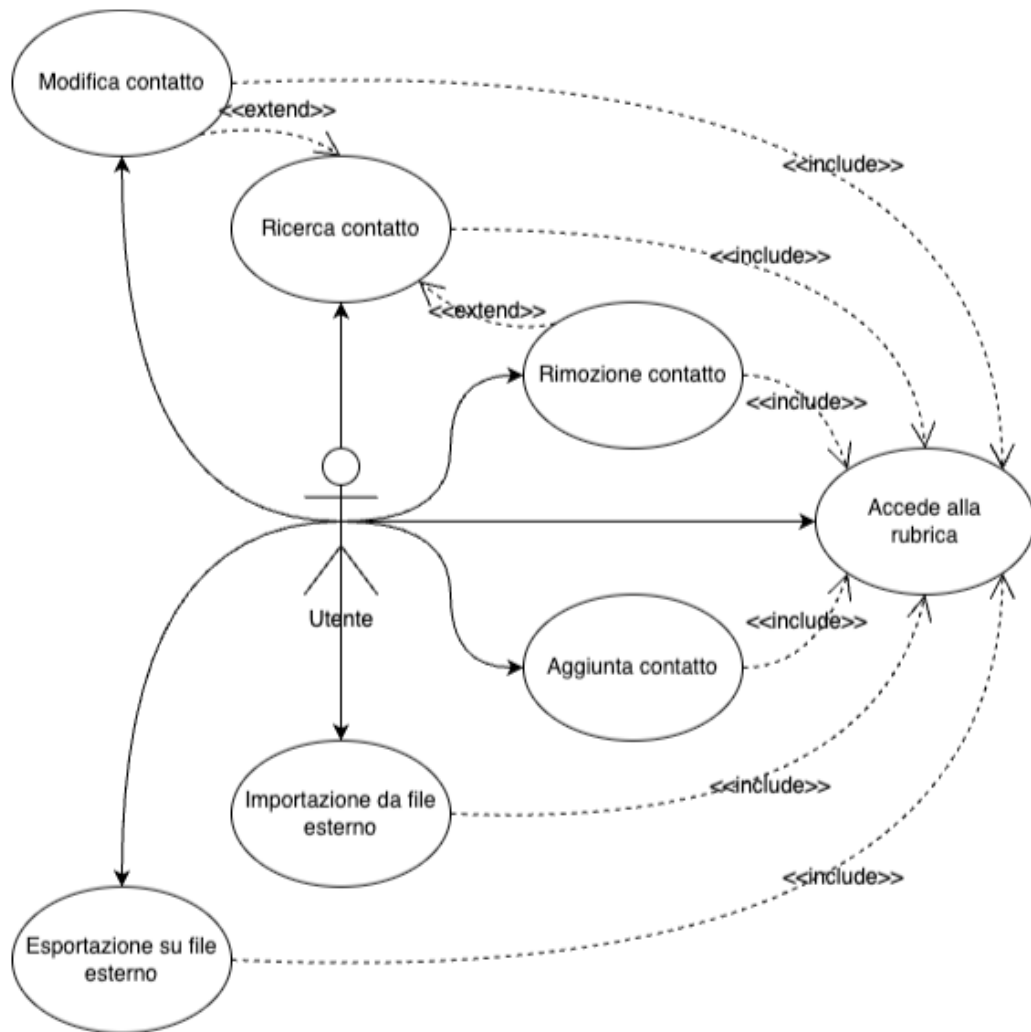 Modifica contatto
<<extend>>
<<include>>
Ricerca contatto
<<include>>
<<extend>>
Rimozione contatto
<<include>>
Accede alla
rubrica
Utente
<<include>>
Aggiunta contatto
Importazione da file
esterno
<<include>>
<<include>>
Esportazione su file
esterno